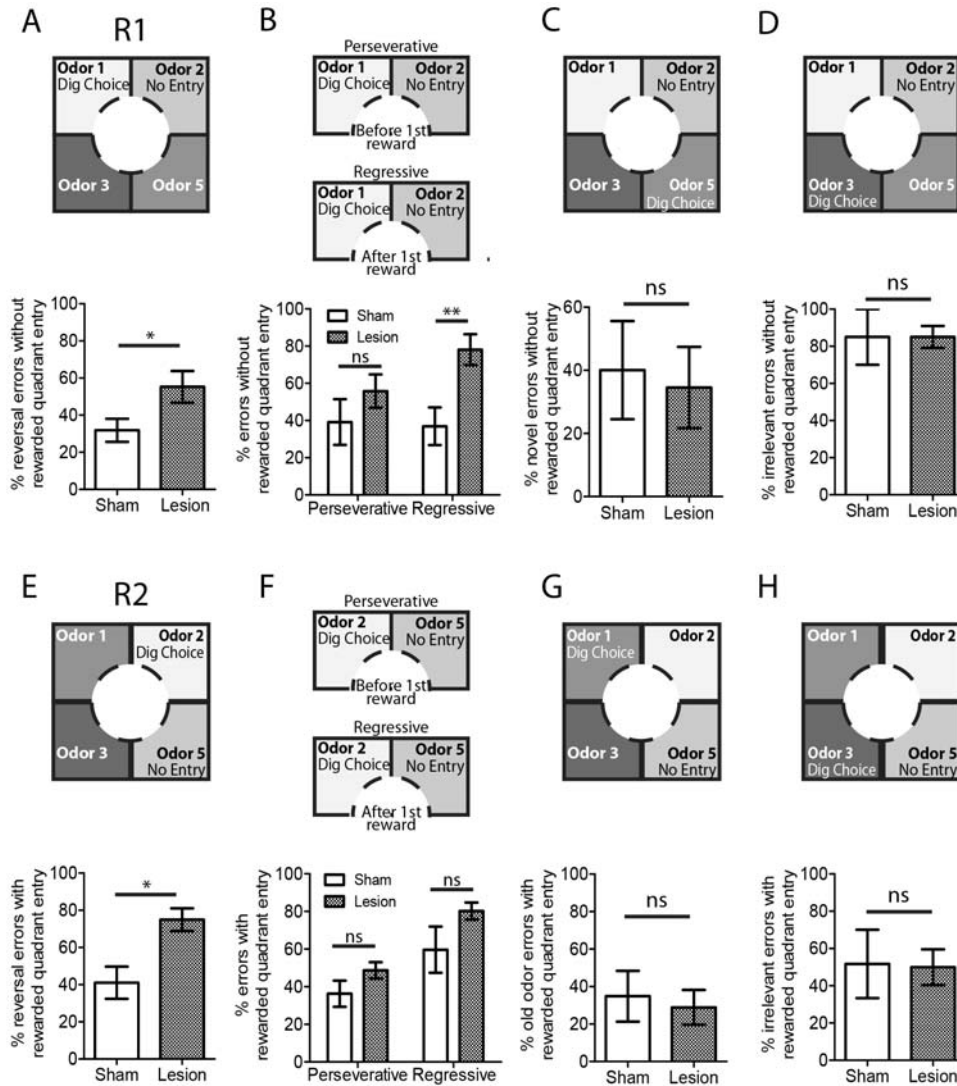 A
R1
Odor 1
Dig Choice
Odor 2
No Entry
Odor 3
Odor 5
% reversal errors without
rewarded quadrant entry
100
80
60
40
20
0
*
Sham
Lesion
B
Perseverative
Odor 1
Dig Choice
Odor 2
No Entry
Before 1st
reward
Regressive
Odor 1
Dig Choice
Odor 2
No Entry
After 1st
reward
% errors without
rewarded quadrant entry
100
80
60
40
20
0
Sham
Lesion
ns
**
Perseverative
Regressive
C
Odor 1
Odor 2
No Entry
Odor 3
Odor 5
Dig Choice
% novel errors without
rewarded quadrant entry
60
40
20
0
ns
Sham
Lesion
D
Odor 1
Odor 2
No Entry
Odor 3
Dig Choice
Odor 5
% irrelevant errors without
rewarded quadrant entry
100
80
60
40
20
0
ns
Sham
Lesion
E
R2
Odor 1
Odor 2
Dig Choice
Odor 3
Odor 5
No Entry
% reversal errors with
rewarded quadrant entry
100
80
60
40
20
0
*
Sham
Lesion
F
Perseverative
Odor 2
Dig Choice
Odor 5
No Entry
Before 1st
reward
Regressive
Odor 2
Dig Choice
Odor 5
No Entry
After 1st
reward
% errors with
rewarded quadrant entry
100
80
60
40
20
0
Sham
Lesion
ns
ns
Perseverative
Regressive
G
Odor 1
Dig Choice
Odor 2
Odor 3
Odor 5
No Entry
% old odor errors with
rewarded quadrant entry
100
80
60
40
20
0
ns
Sham
Lesion
H
Odor 1
Odor 2
Odor 3
Dig Choice
Odor 5
No Entry
% irrelevant errors with
rewarded quadrant entry
100
80
60
40
20
0
ns
Sham
Lesion